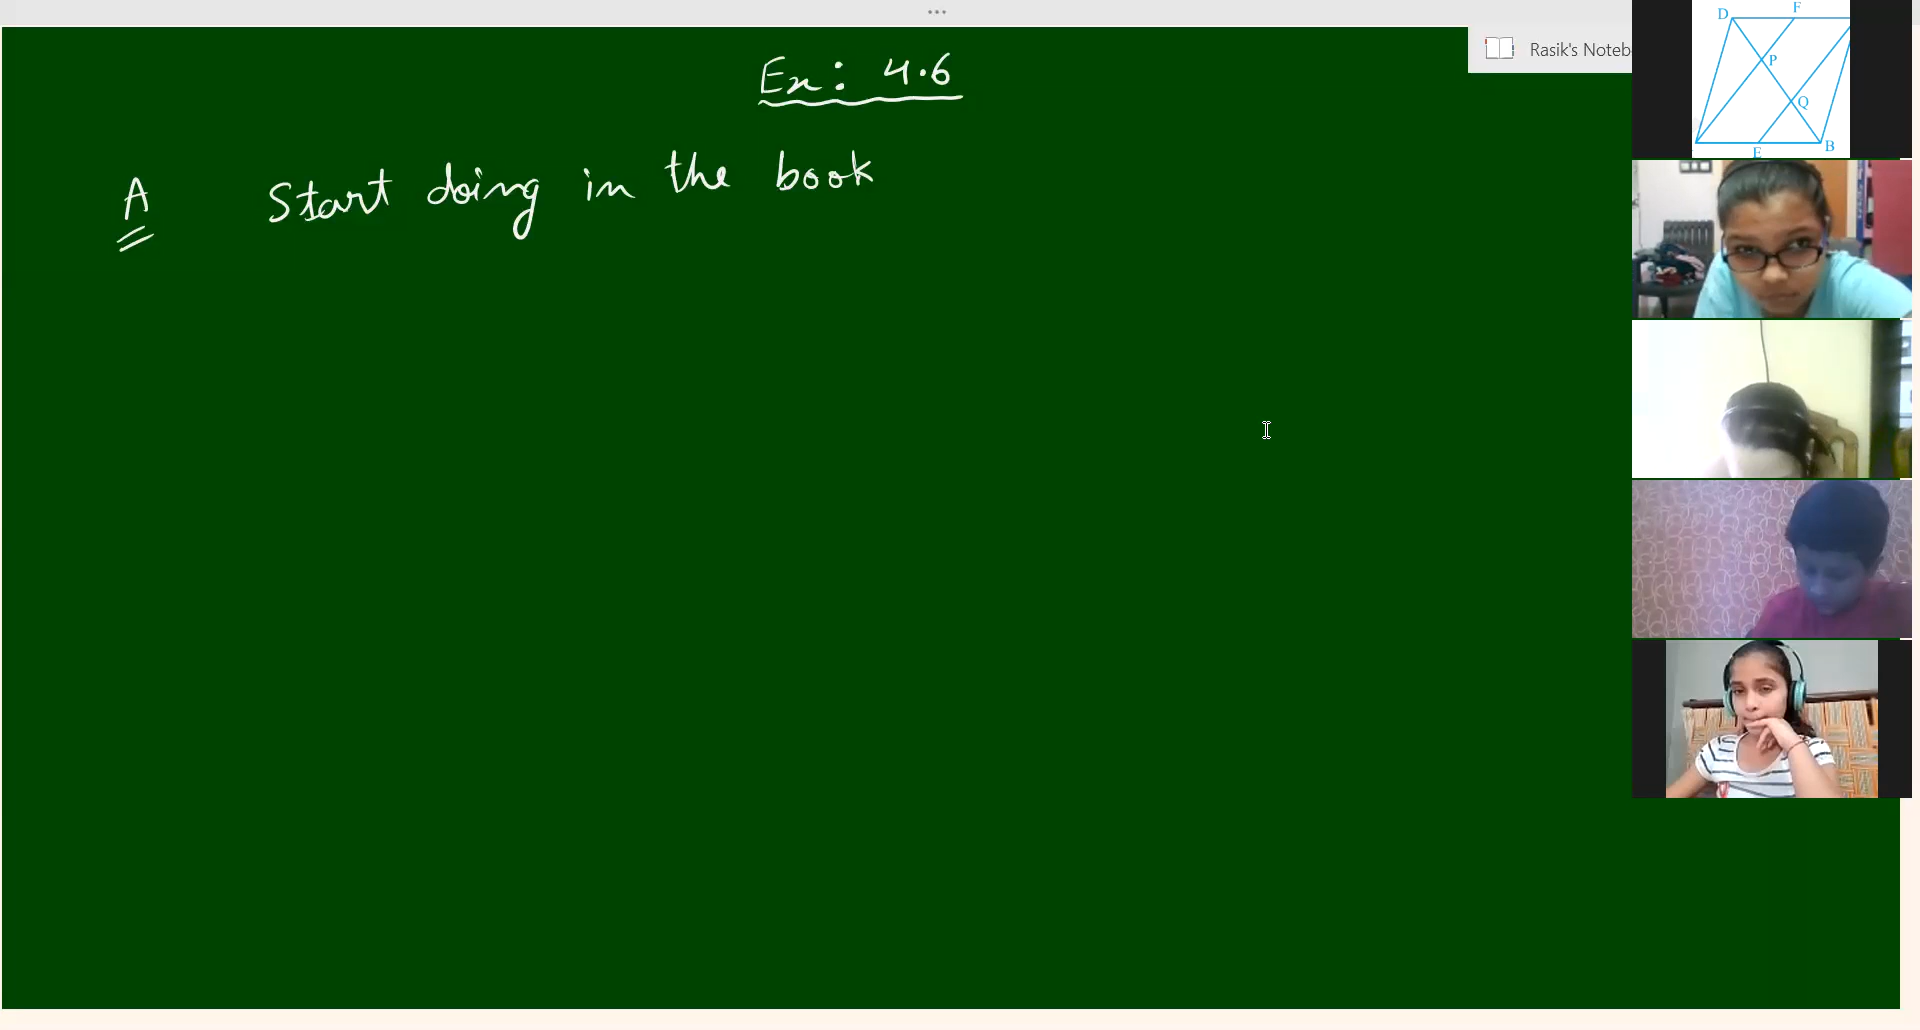 Ex: 4.6
A Start doing in the book
Rasik's Noteb
D F
P
Q
E B